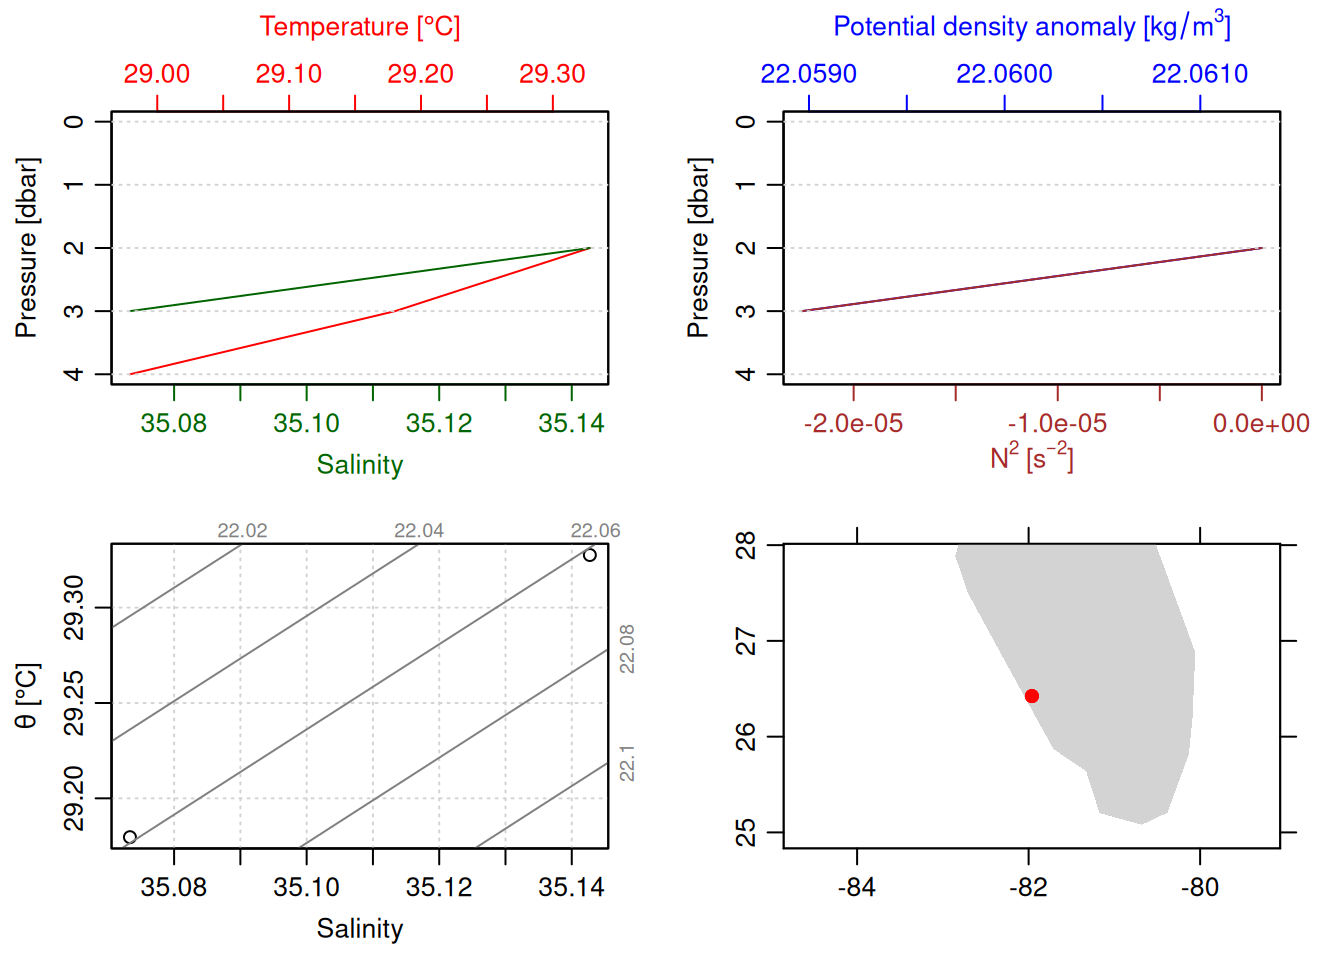 Temperature [°C]
29.00 29.10 29.20 29.30
Pressure [dbar]
0
1
2
3
4
35.08 35.10 35.12 35.14
Salinity
Potential density anomaly [kg/m³]
22.0590 22.0600 22.0610
Pressure [dbar]
0
1
2
3
4
-2.0e-05 -1.0e-05 0.0e+00
N² [s⁻²]
22.02 22.04 22.06
θ [°C]
29.30
29.25
29.20
22.08
22.1
35.08 35.10 35.12 35.14
Salinity
28
27
26
25
-84 -82 -80